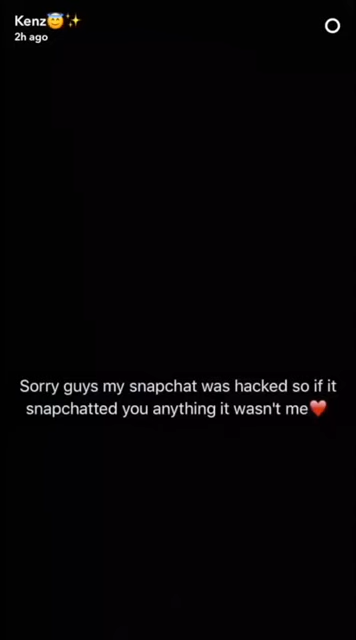 Kenz😇✨
2h ago
Sorry guys my snapchat was hacked so if it
snapchatted you anything it wasn't me❤️